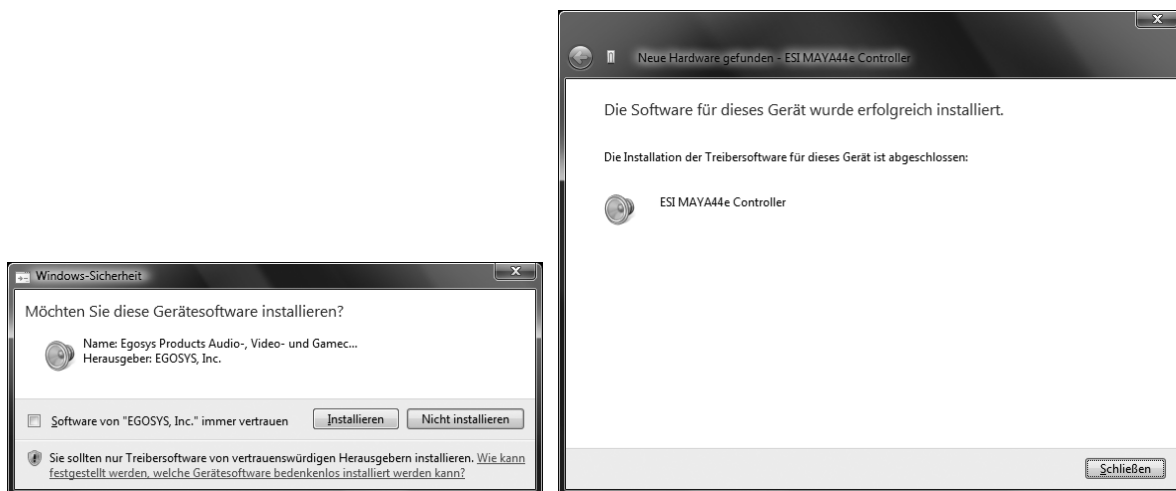 Windows-Sicherheit
Möchten Sie diese Gerätesoftware installieren?
Name: Egosys Products Audio-, Video- und Gamec...
Herausgeber: EGOSYS, Inc.
Software von "EGOSYS, Inc." immer vertrauen
Installieren
Nicht installieren
Sie sollten nur Treibersoftware von vertrauenswürdigen Herausgebern installieren. Wie kann
festgestellt werden, welche Gerätesoftware bedenkenlos installiert werden kann?
Neue Hardware gefunden - ESI MAYA44e Controller
Die Software für dieses Gerät wurde erfolgreich installiert.
Die Installation der Treibersoftware für dieses Gerät ist abgeschlossen:
ESI MAYA44e Controller
Schließen